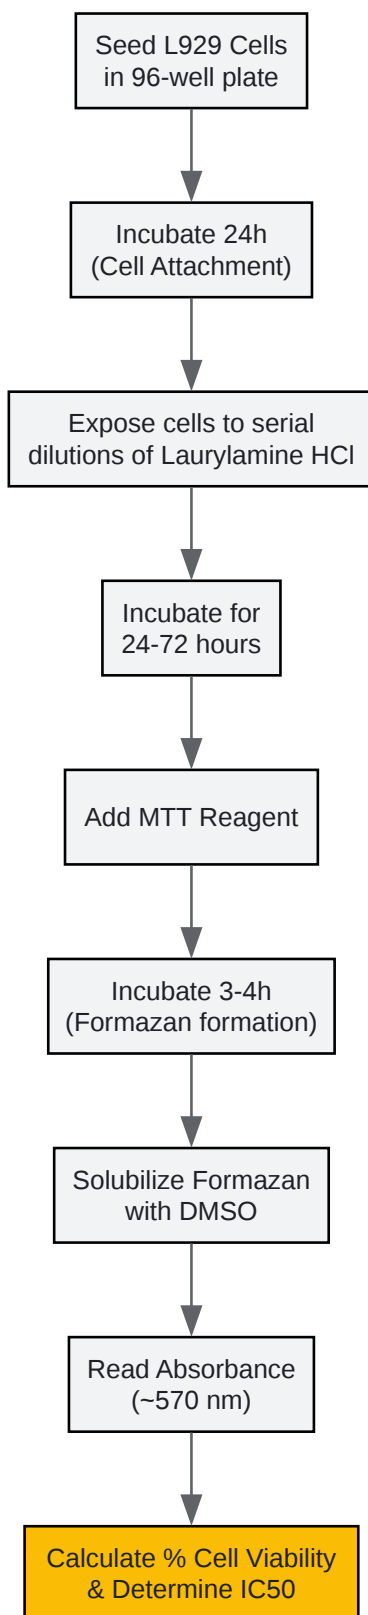 Seed L929 Cells
in 96-well plate
Incubate 24h
(Cell Attachment)
Expose cells to serial
dilutions of Laurylamine HCl
Incubate for
24-72 hours
Add MTT Reagent
Incubate 3-4h
(Formazan formation)
Solubilize Formazan
with DMSO
Read Absorbance
(~570 nm)
Calculate % Cell Viability
& Determine IC50